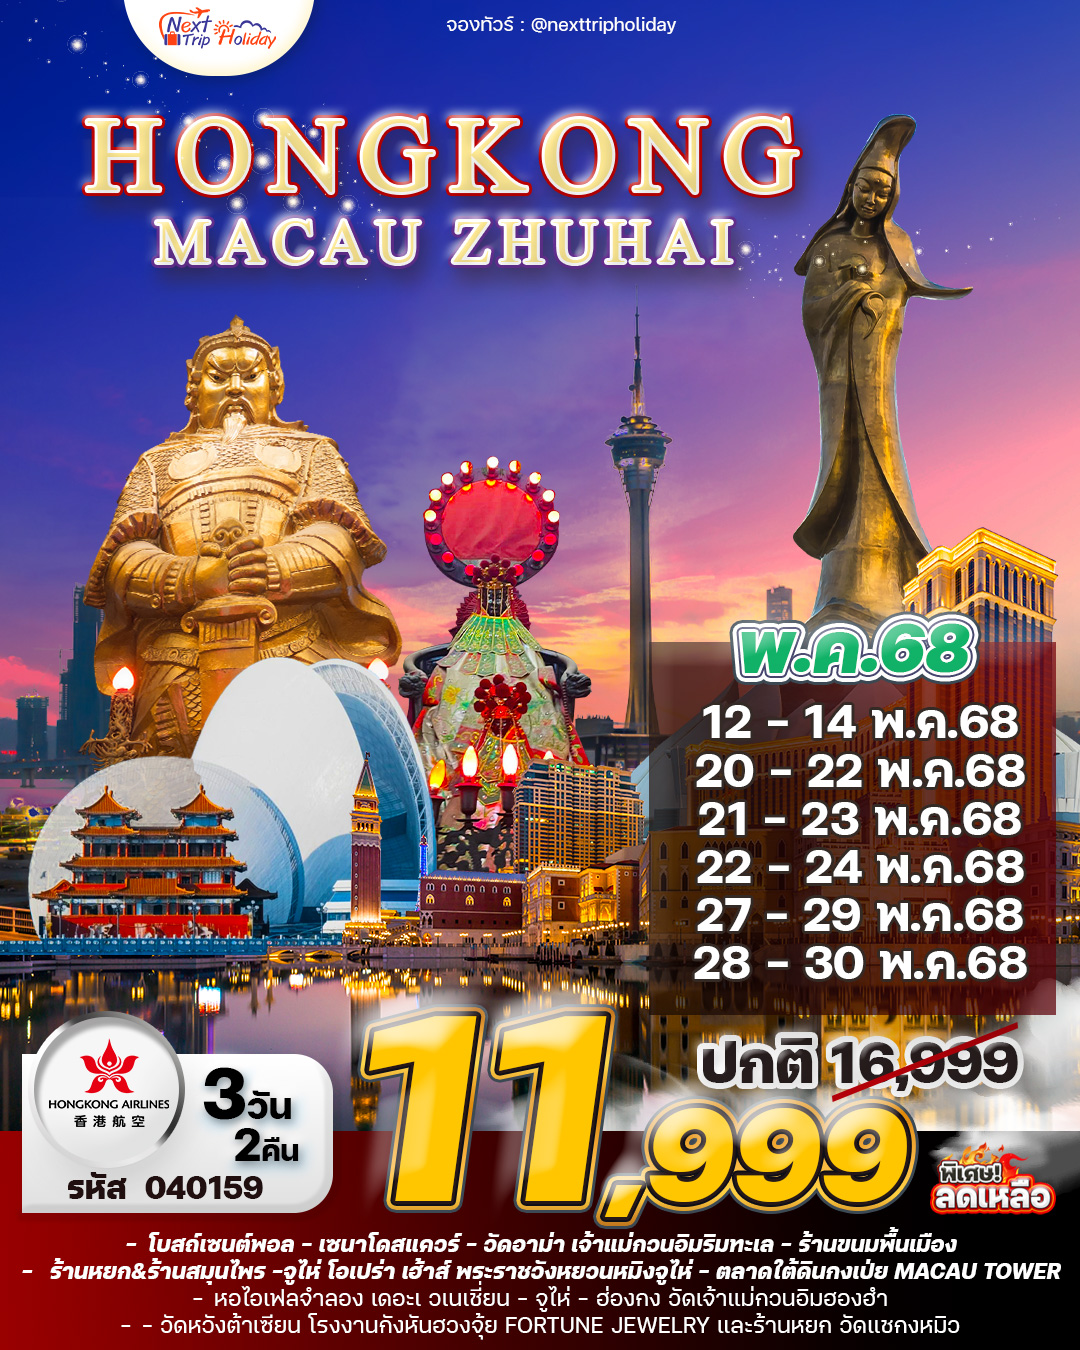 Next Trip Holiday
จองทัวร์ : @nexttripholiday
HONGKONG
MACAU ZHUHAI
พ.ค.68
12 - 14 พ.ค.68
20 - 22 พ.ค.68
21 - 23 พ.ค.68
22 - 24 พ.ค.68
27 - 29 พ.ค.68
28 - 30 พ.ค.68
ปกติ 16,999
11,999
พิเศษ!
ลดเหลือ
HONGKONG AIRLINES
香港航空
3วัน
2คืน
รหัส 040159
- โบสถ์เซนต์พอล - เซนาโดสแควร์ - วัดอาม่า เจ้าแม่กวนอิมริมทะเล - ร้านขนมพื้นเมือง
- ร้านหยก&ร้านสมุนไพร -จูไห่ โอเปร่า เฮ้าส์ พระราชวังหยวนหมิงจูไห่ - ตลาดใต้ดินกงเป่ย MACAU TOWER
- หอไอเฟลจำลอง เดอะเ วเนเชี่ยน - จูไห่ - ฮ่องกง วัดเจ้าแม่กวนอิมฮองฮำ
- - วัดหวังต้าเซียน โรงงานกังหันฮวงจุ้ย FORTUNE JEWELRY และร้านหยก วัดแชกงหมิว